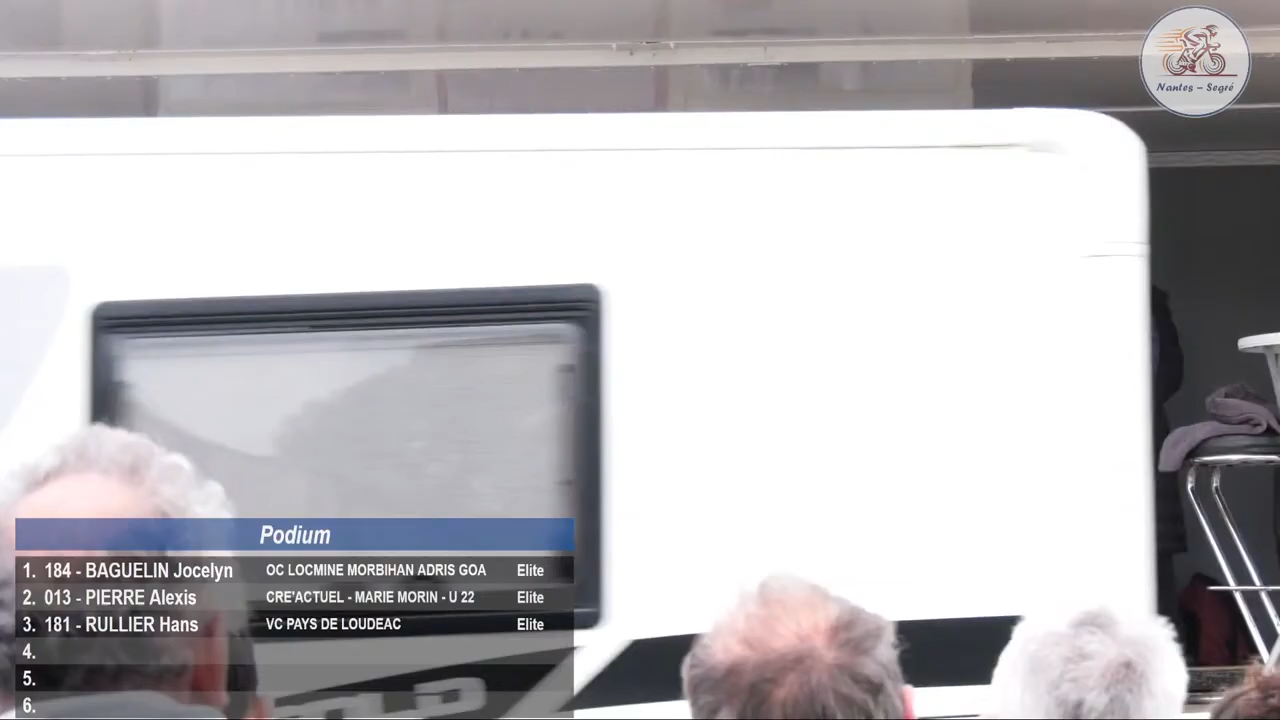 Nantes – Segré
Podium
1. 184 - BAGUELIN Jocelyn OC LOCMINE MORBIHAN ADRIS GOA Elite
2. 013 - PIERRE Alexis CRE'ACTUEL - MARIE MORIN - U 22 Elite
3. 181 - RULLIER Hans VC PAYS DE LOUDEAC Elite
4.
5.
6.